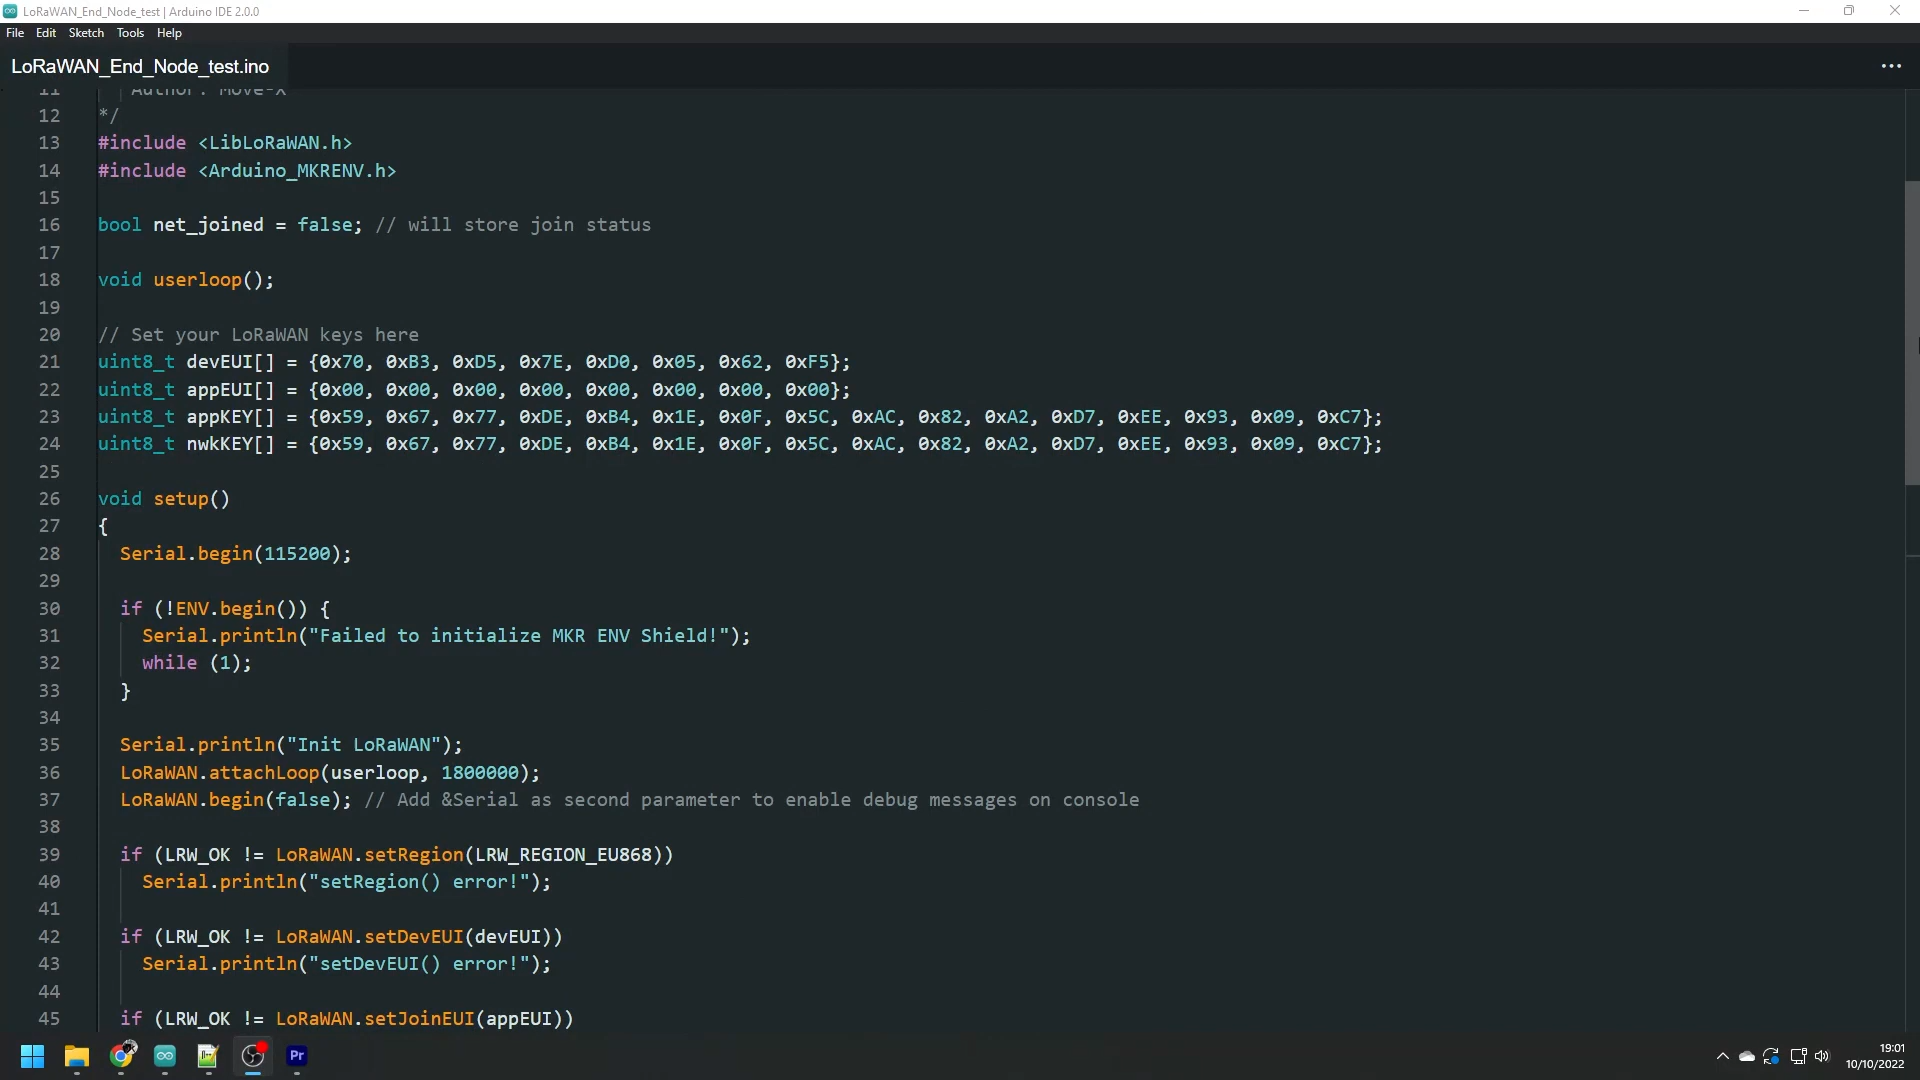 LoRaWAN_End_Node_test | Arduino IDE 2.0.0
File Edit Sketch Tools Help
LoRaWAN_End_Node_test.ino
11 Author: Move-X
12 */
13 #include <LibLoRaWAN.h>
14 #include <Arduino_MKRENV.h>
15
16 bool net_joined = false; // will store join status
17
18 void userloop();
19
20 // Set your LoRaWAN keys here
21 uint8_t devEUI[] = {0x70, 0xB3, 0xD5, 0x7E, 0xD0, 0x05, 0x62, 0xF5};
22 uint8_t appEUI[] = {0x00, 0x00, 0x00, 0x00, 0x00, 0x00, 0x00, 0x00};
23 uint8_t appKEY[] = {0x59, 0x67, 0x77, 0xDE, 0xB4, 0x1E, 0x0F, 0x5C, 0xAC, 0x82, 0xA2, 0xD7, 0xEE, 0x93, 0x09, 0xC7};
24 uint8_t nwkKEY[] = {0x59, 0x67, 0x77, 0xDE, 0xB4, 0x1E, 0x0F, 0x5C, 0xAC, 0x82, 0xA2, 0xD7, 0xEE, 0x93, 0x09, 0xC7};
25
26 void setup()
27 {
28 Serial.begin(115200);
29
30 if (!ENV.begin()) {
31 Serial.println("Failed to initialize MKR ENV Shield!");
32 while (1);
33 }
34
35 Serial.println("Init LoRaWAN");
36 LoRaWAN.attachLoop(userloop, 1800000);
37 LoRaWAN.begin(false); // Add &Serial as second parameter to enable debug messages on console
38
39 if (LRW_OK != LoRaWAN.setRegion(LRW_REGION_EU868))
40 Serial.println("setRegion() error!");
41
42 if (LRW_OK != LoRaWAN.setDevEUI(devEUI))
43 Serial.println("setDevEUI() error!");
44
45 if (LRW_OK != LoRaWAN.setJoinEUI(appEUI))
Pr
19:01
10/10/2022